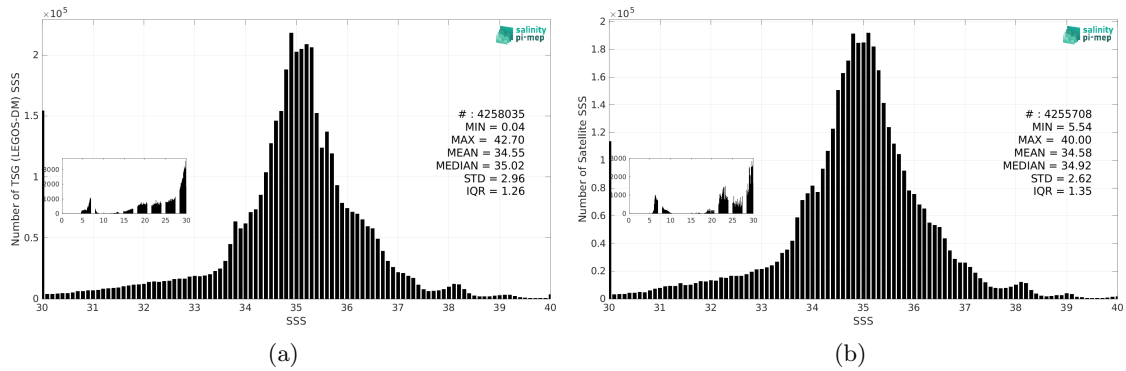 ×10⁵
salinity
pi-mep
Number of TSG (LEGOS-DM) SSS
2
1.5
1
0.5
0
# : 4258035
MIN = 0.04
MAX = 42.70
MEAN = 34.55
MEDIAN = 35.02
STD = 2.96
IQR = 1.26
3000
2000
1000
0
0 5 10 15 20 25 30
30 31 32 33 34 35 36 37 38 39 40
SSS
(a)
×10⁵
salinity
pi-mep
Number of Satellite SSS
2
1.8
1.6
1.4
1.2
1
0.8
0.6
0.4
0.2
0
# : 4255708
MIN = 5.54
MAX = 40.00
MEAN = 34.58
MEDIAN = 34.92
STD = 2.62
IQR = 1.35
3000
2000
1000
0
0 5 10 15 20 25 30
30 31 32 33 34 35 36 37 38 39 40
SSS
(b)